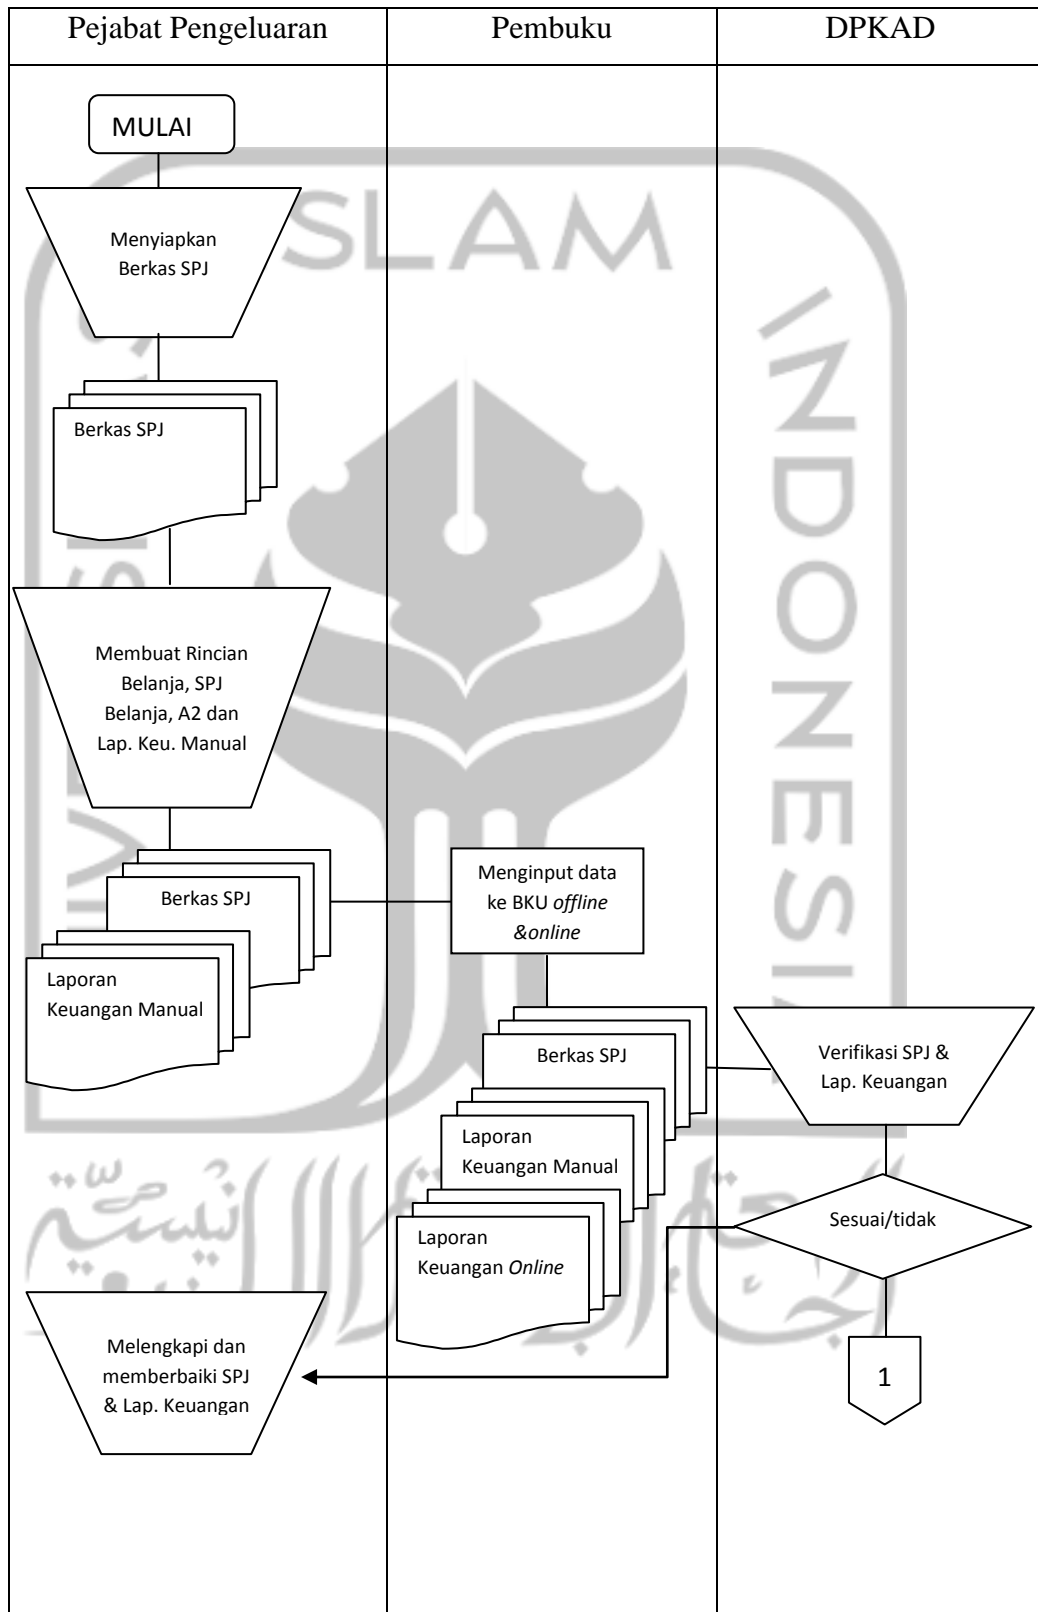 Pejabat Pengeluaran
Pembuku
DPKAD
MULAI
Menyiapkan
Berkas SPJ
Berkas SPJ
Membuat Rincian
Belanja, SPJ
Belanja, A2 dan
Lap. Keu. Manual
Berkas SPJ
Laporan
Keuangan Manual
Menginput data
ke BKU offline
&online
Berkas SPJ
Laporan
Keuangan Manual
Laporan
Keuangan Online
Verifikasi SPJ &
Lap. Keuangan
Sesuai/tidak
1
Melengkapi dan
memberbaiki SPJ
& Lap. Keuangan
ISLAM
INDONESIA